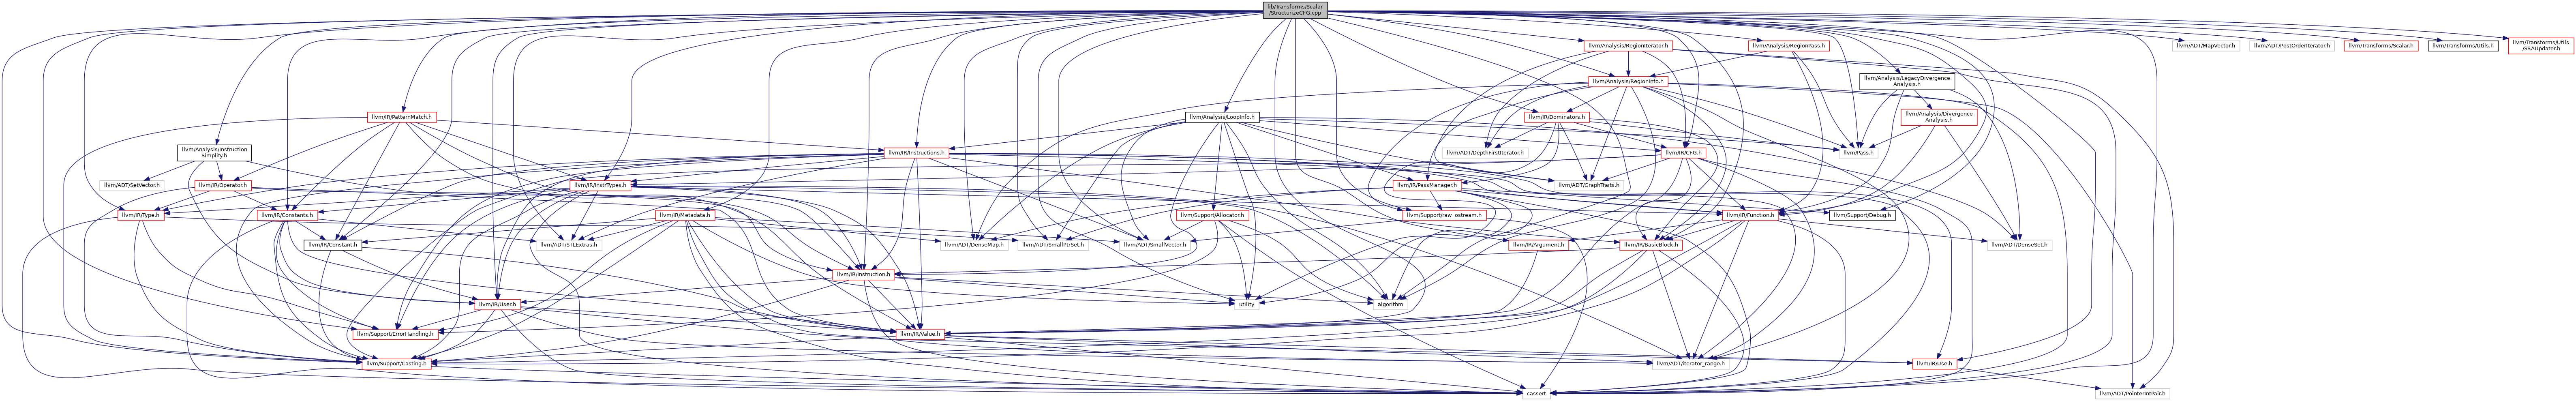 lib/Transforms/Scalar
/StructurizeCFG.cpp
llvm/Analysis/RegionIterator.h
llvm/Analysis/RegionPass.h
llvm/ADT/MapVector.h
llvm/ADT/PostOrderIterator.h
llvm/Transforms/Scalar.h
llvm/Transforms/Utils.h
llvm/Transforms/Utils
/SSAUpdater.h
llvm/Analysis/RegionInfo.h
llvm/Analysis/LegacyDivergence
Analysis.h
llvm/IR/PatternMatch.h
llvm/Analysis/LoopInfo.h
llvm/IR/Dominators.h
llvm/Analysis/Divergence
Analysis.h
llvm/Analysis/Instruction
Simplify.h
llvm/IR/Instructions.h
llvm/ADT/DepthFirstIterator.h
llvm/IR/CFG.h
llvm/Pass.h
llvm/ADT/SetVector.h
llvm/IR/Operator.h
llvm/IR/InstrTypes.h
llvm/IR/PassManager.h
llvm/ADT/GraphTraits.h
llvm/IR/Type.h
llvm/IR/Constants.h
llvm/IR/Metadata.h
llvm/Support/Allocator.h
llvm/Support/raw_ostream.h
llvm/IR/Function.h
llvm/Support/Debug.h
llvm/IR/Constant.h
llvm/ADT/STLExtras.h
llvm/ADT/DenseMap.h
llvm/ADT/SmallPtrSet.h
llvm/ADT/SmallVector.h
llvm/IR/Argument.h
llvm/IR/BasicBlock.h
llvm/ADT/DenseSet.h
llvm/IR/Instruction.h
llvm/IR/User.h
utility
algorithm
llvm/Support/ErrorHandling.h
llvm/IR/Value.h
llvm/Support/Casting.h
llvm/ADT/iterator_range.h
llvm/IR/Use.h
cassert
llvm/ADT/PointerIntPair.h